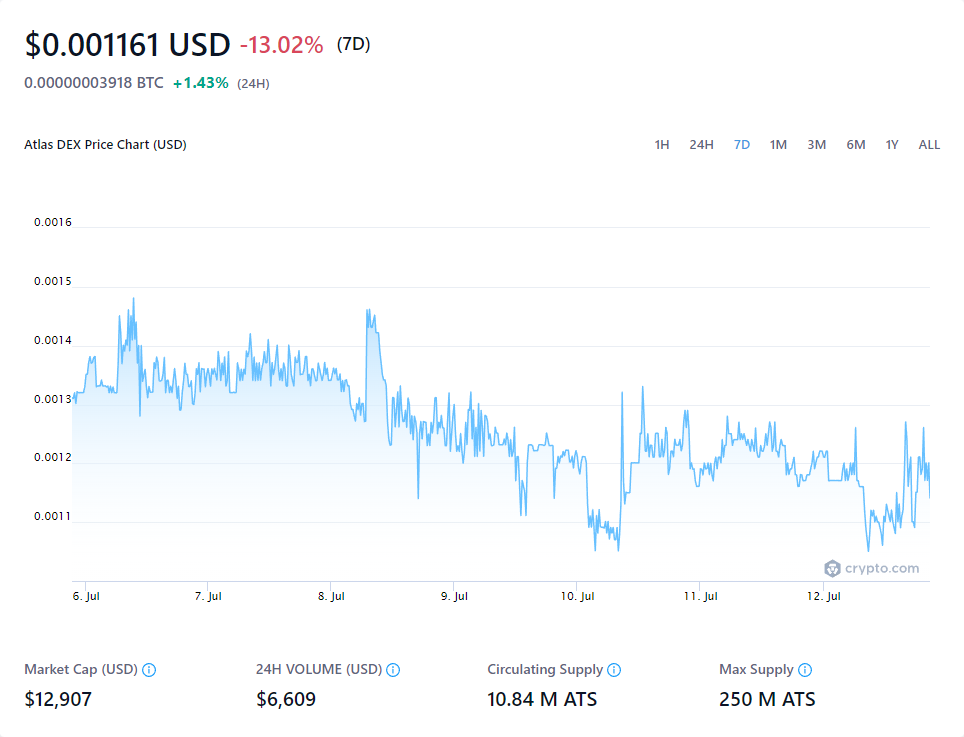 $0.001161 USD -13.02% (7D)
0.00000003918 BTC +1.43% (24H)
Atlas DEX Price Chart (USD) 1H 24H 7D 1M 3M 6M 1Y ALL
0.0016
0.0015
0.0014
0.0013
0.0012
0.0011
crypto.com
6. Jul 7. Jul 8. Jul 9. Jul 10. Jul 11. Jul 12. Jul
Market Cap (USD) 24H VOLUME (USD) Circulating Supply Max Supply
$12,907 $6,609 10.84 M ATS 250 M ATS